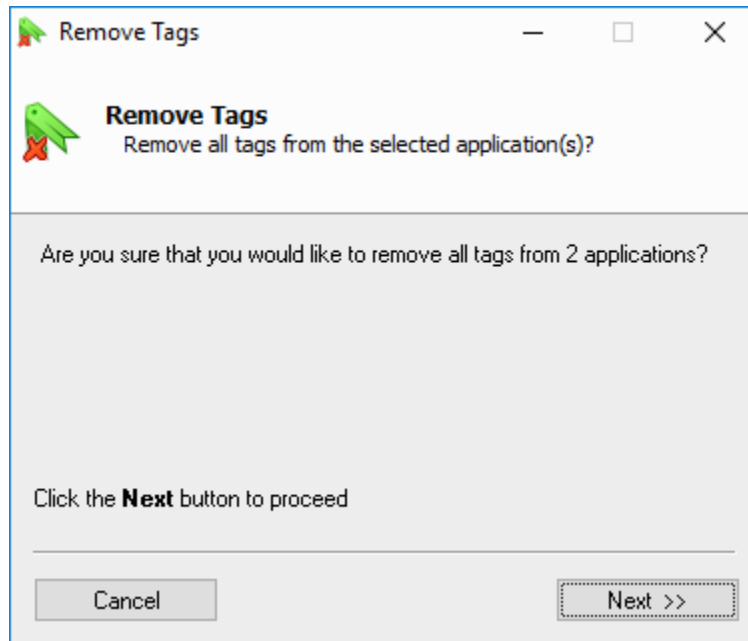 Remove Tags
Remove Tags
Remove all tags from the selected application(s)?
Are you sure that you would like to remove all tags from 2 applications?
Click the Next button to proceed
Cancel
Next >>